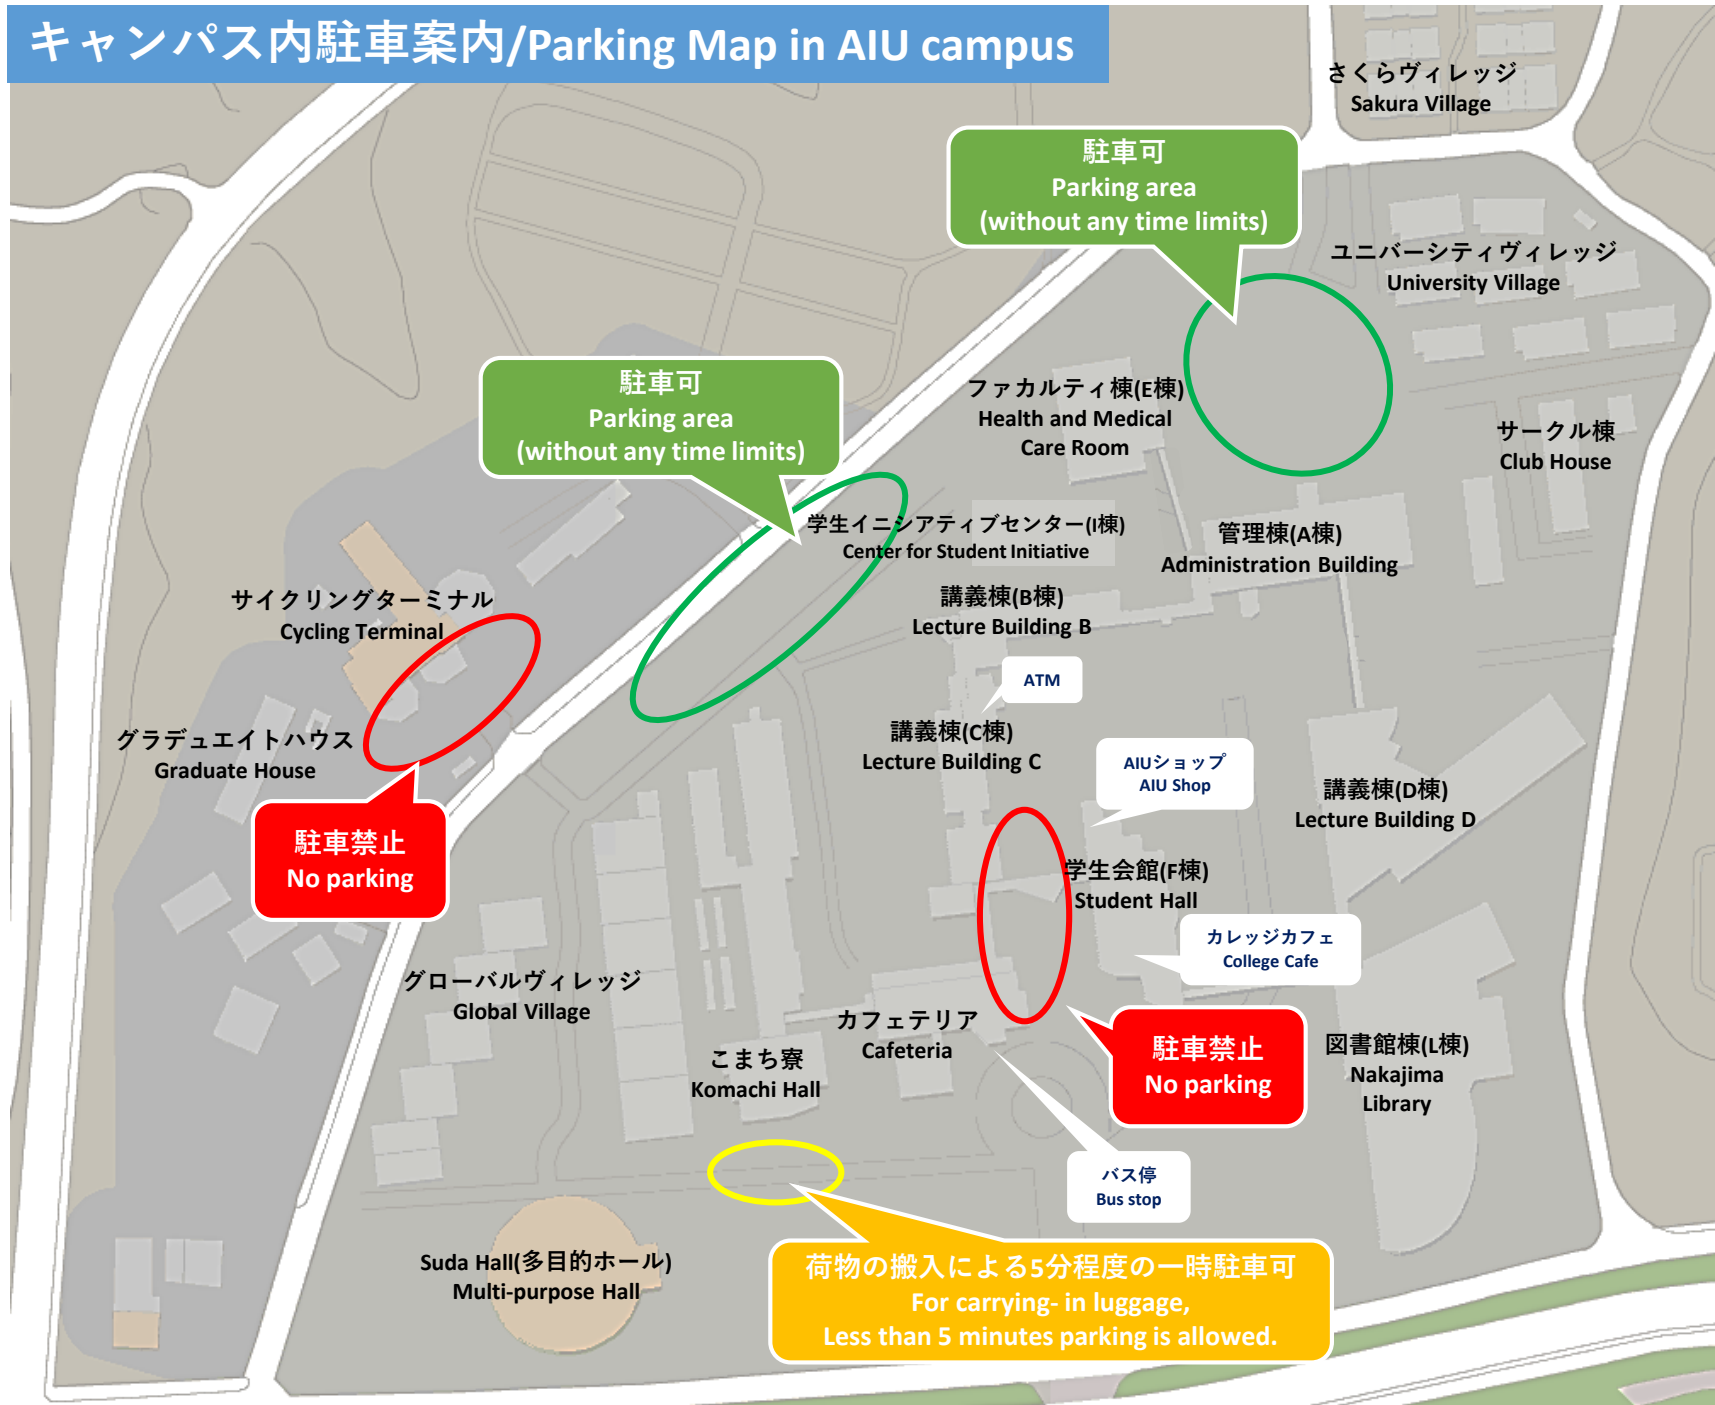 キャンパス内駐車案内/Parking Map in AIU campus
さくらヴィレッジ
Sakura Village
駐車可
Parking area
(without any time limits)
ユニバーシティヴィレッジ
University Village
駐車可
Parking area
(without any time limits)
ファカルティ棟(E棟)
Health and Medical
Care Room
サークル棟
Club House
学生イニシアティブセンター(I棟)
Center for Student Initiative
管理棟(A棟)
Administration Building
サイクリングターミナル
Cycling Terminal
講義棟(B棟)
Lecture Building B
ATM
グラデュエイトハウス
Graduate House
講義棟(C棟)
Lecture Building C
AIUショップ
AIU Shop
講義棟(D棟)
Lecture Building D
駐車禁止
No parking
学生会館(F棟)
Student Hall
カレッジカフェ
College Cafe
グローバルヴィレッジ
Global Village
カフェテリア
Cafeteria
駐車禁止
No parking
図書館棟(L棟)
Nakajima
Library
こまち寮
Komachi Hall
バス停
Bus stop
Suda Hall(多目的ホール)
Multi-purpose Hall
荷物の搬入による5分程度の一時駐車可
For carrying- in luggage,
Less than 5 minutes parking is allowed.